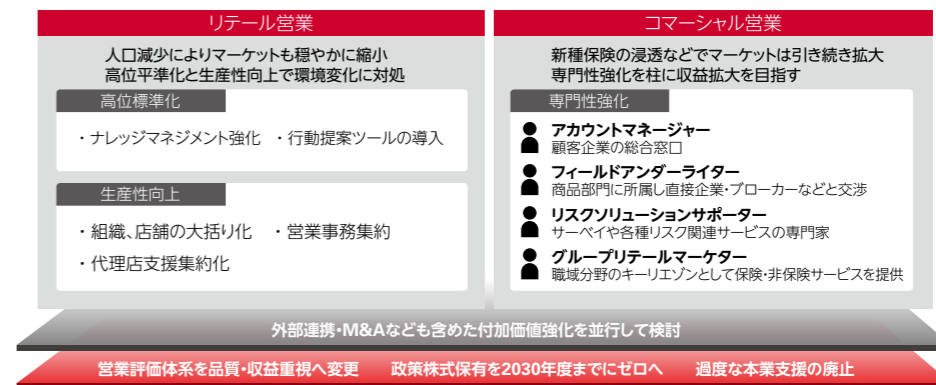 リテール営業
人口減少によりマーケットも穏やかに縮小
高位平準化と生産性向上で環境変化に対処
高位標準化
・ナレッジマネジメント強化 ・行動提案ツールの導入
生産性向上
・組織、店舗の大括り化 ・営業事務集約
・代理店支援集約化
コマーシャル営業
新種保険の浸透などでマーケットは引き続き拡大
専門性強化を柱に収益拡大を目指す
専門性強化
アカウントマネージャー
顧客企業の総合窓口
フィールドアンダーライター
商品部門に所属し直接企業・ブローカーなどと交渉
リスクソリューションサポーター
サーベイや各種リスク関連サービスの専門家
グループリテールマーケター
職域分野のキーリエゾンとして保険・非保険サービスを提供
外部連携・M&Aなども含めた付加価値強化を並行して検討
営業評価体系を品質・収益重視へ変更 政策株式保有を2030年度までにゼロへ 過度な本業支援の廃止